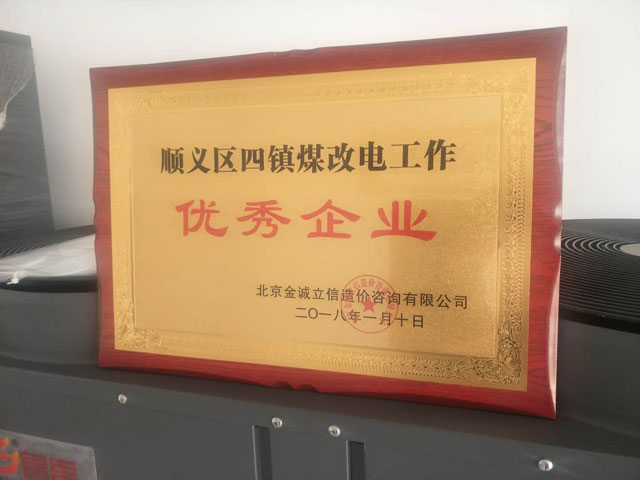 顺义区四镇煤改电工作
优秀企业
北京金诚立信造价咨询有限公司
二〇一八年一月十日